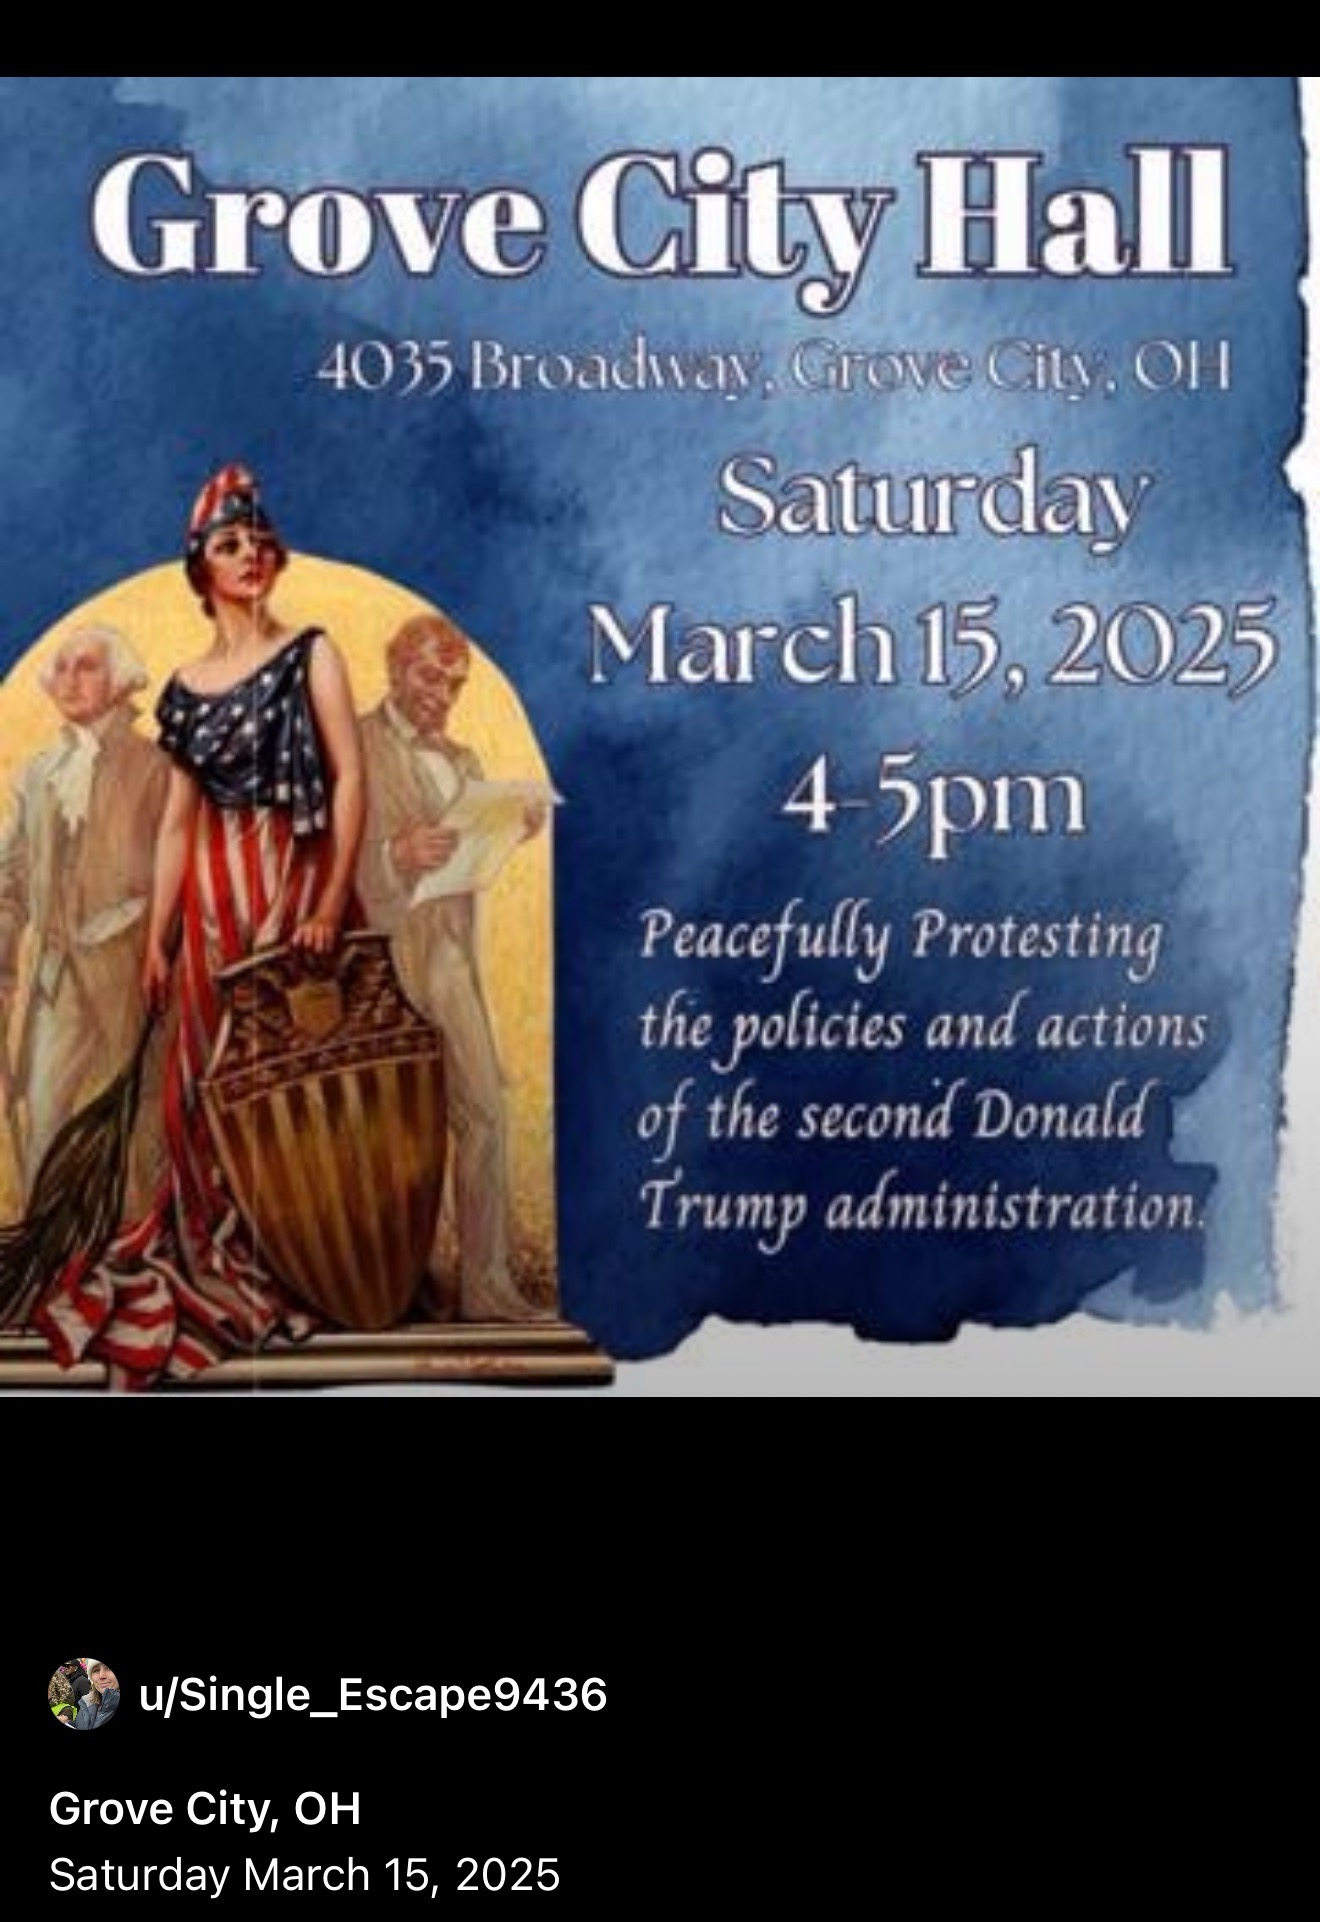 Grove City Hall
4035 Broadway, Grove City, OH
Saturday
March 15, 2025
4-5pm
Peacefully Protesting
the policies and actions
of the second Donald
Trump administration.
u/Single_Escape9436
Grove City, OH
Saturday March 15, 2025